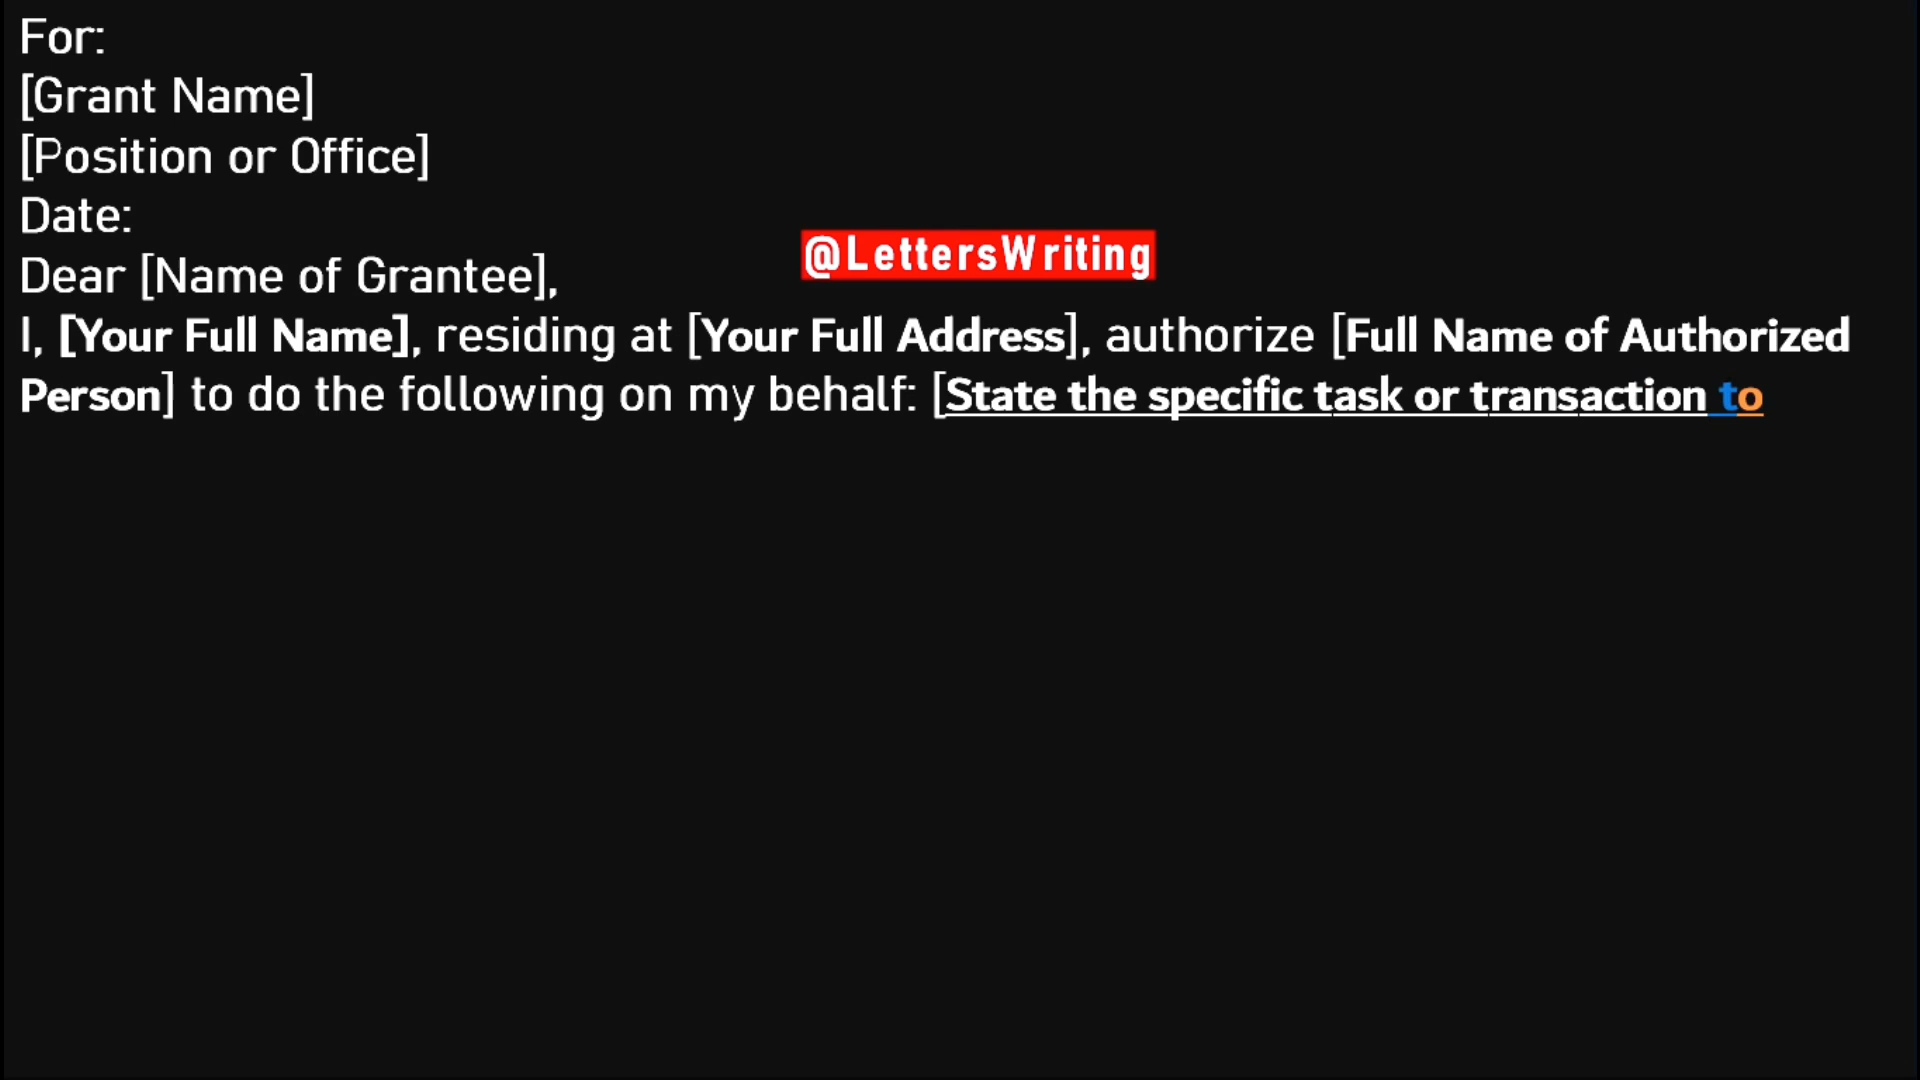 For:
[Grant Name]
[Position or Office]
Date:
@LettersWriting
Dear [Name of Grantee],
I, [Your Full Name], residing at [Your Full Address], authorize [Full Name of Authorized
Person] to do the following on my behalf: [State the specific task or transaction to